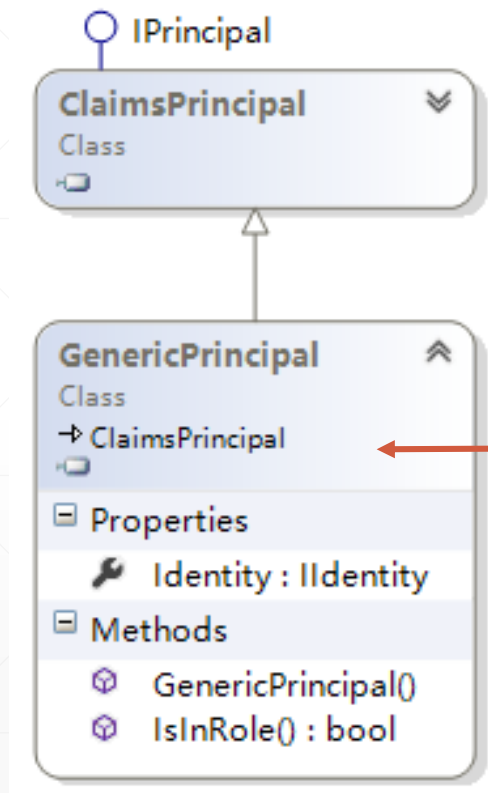 IPrincipal
ClaimsPrincipal
Class
GenericPrincipal
Class
ClaimsPrincipal
Properties
Identity : IIdentity
Methods
GenericPrincipal()
IsInRole() : bool